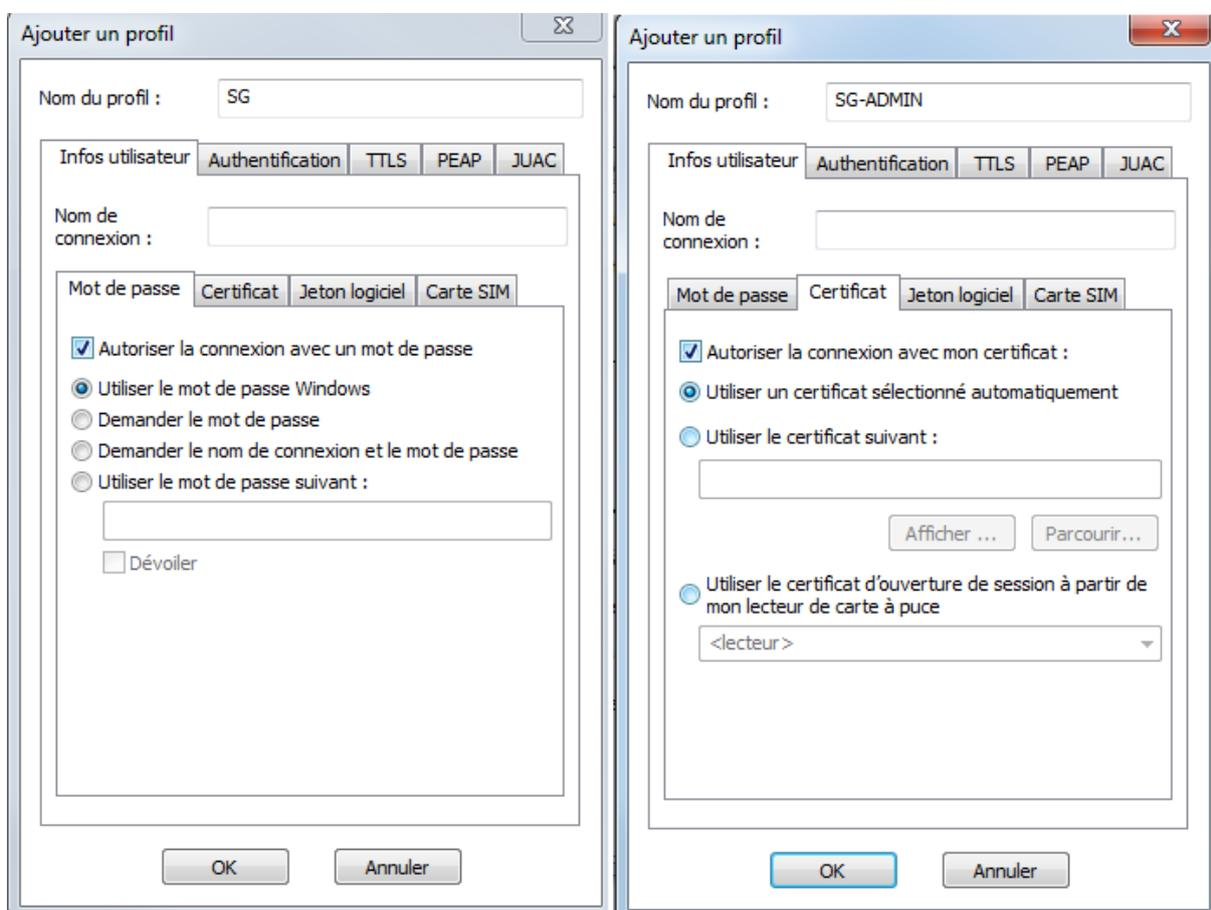 Ajouter un profil
Nom du profil :
SG
Infos utilisateur
Authentification
TTLS
PEAP
JUAC
Nom de
connexion :
Mot de passe
Certificat
Jeton logiciel
Carte SIM
Autoriser la connexion avec un mot de passe
Utiliser le mot de passe Windows
Demander le mot de passe
Demander le nom de connexion et le mot de passe
Utiliser le mot de passe suivant :
Dévoiler
OK
Annuler
Ajouter un profil
Nom du profil :
SG-ADMIN
Infos utilisateur
Authentification
TTLS
PEAP
JUAC
Nom de
connexion :
Mot de passe
Certificat
Jeton logiciel
Carte SIM
Autoriser la connexion avec mon certificat :
Utiliser un certificat sélectionné automatiquement
Utiliser le certificat suivant :
Afficher ...
Parcourir...
Utiliser le certificat d'ouverture de session à partir de
mon lecteur de carte à puce
<lecteur>
OK
Annuler